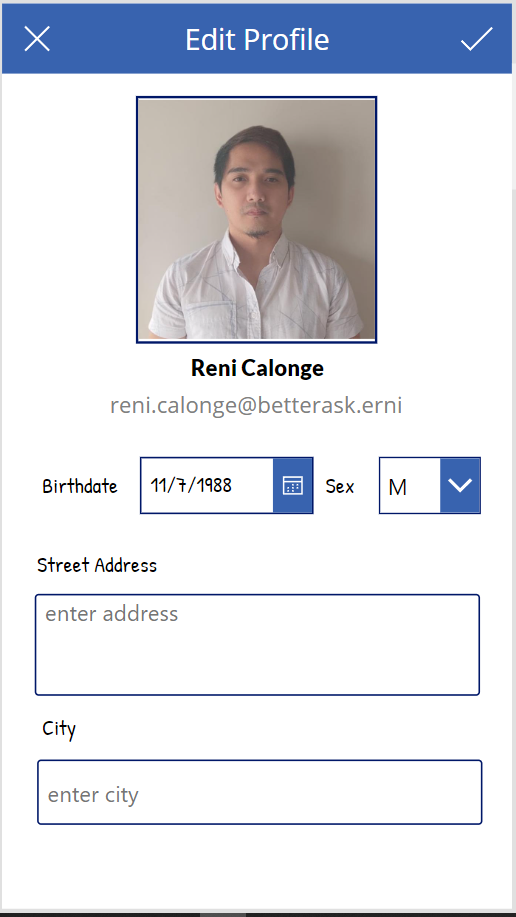 Edit Profile
Reni Calonge
reni.calonge@betterask.erni
Birthdate 11/7/1988 Sex M
Street Address
enter address
City
enter city